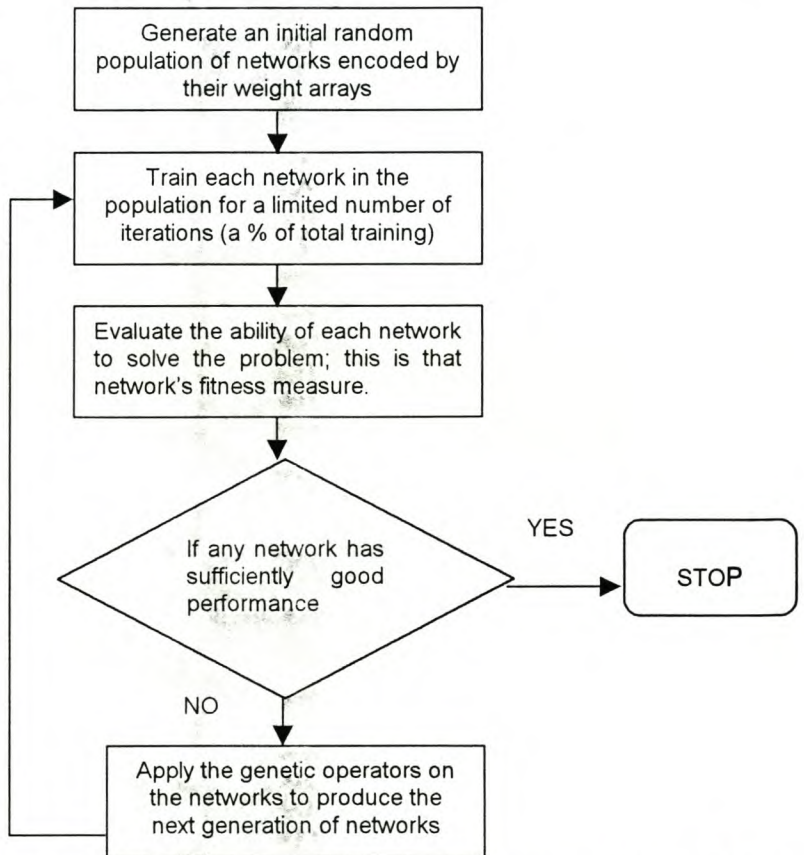 Generate an initial random
population of networks encoded by
their weight arrays
Train each network in the
population for a limited number of
iterations (a % of total training)
Evaluate the ability of each network
to solve the problem; this is that
network's fitness measure.
If any network has
sufficiently good
performance
YES
STOP
NO
Apply the genetic operators on
the networks to produce the
next generation of networks